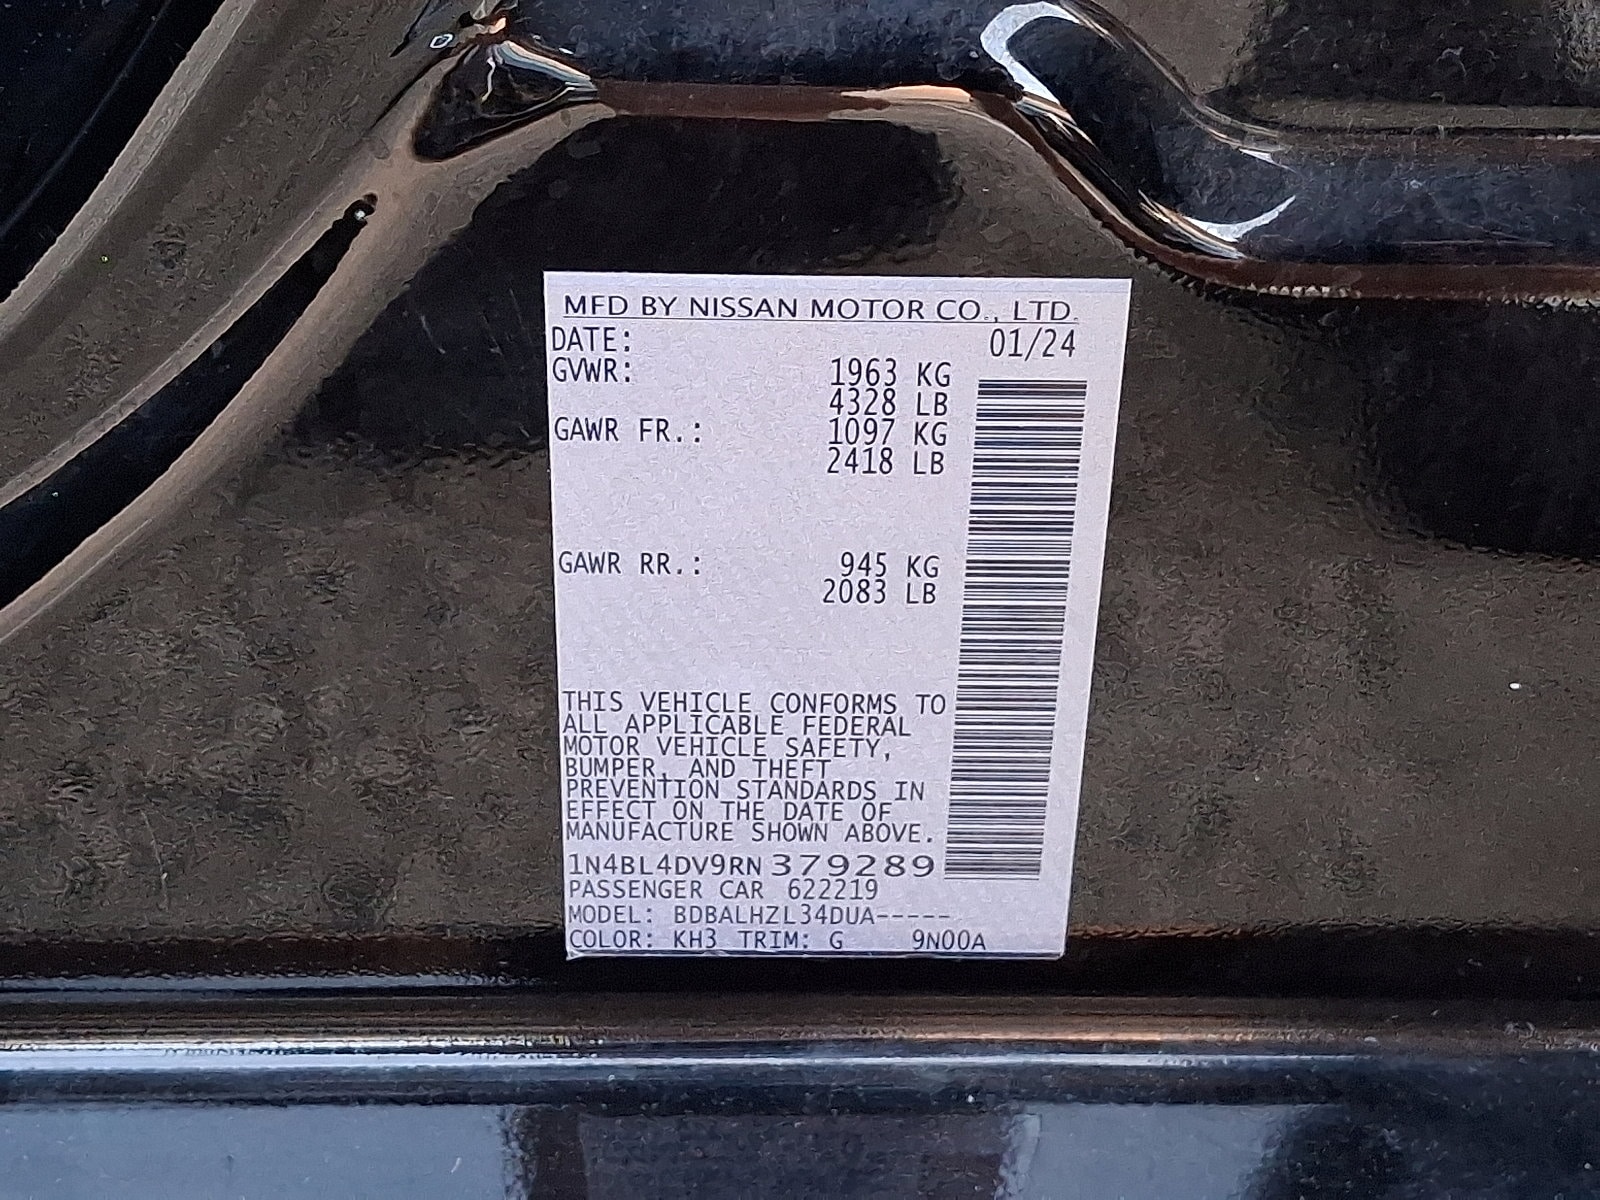 MFD BY NISSAN MOTOR CO., LTD.
DATE: 01/24
GVWR: 1963 KG
4328 LB
GAWR FR.: 1097 KG
2418 LB
GAWR RR.: 945 KG
2083 LB
THIS VEHICLE CONFORMS TO
ALL APPLICABLE FEDERAL
MOTOR VEHICLE SAFETY,
BUMPER, AND THEFT
PREVENTION STANDARDS IN
EFFECT ON THE DATE OF
MANUFACTURE SHOWN ABOVE.
1N4BL4DV9RN379289
PASSENGER CAR 622219
MODEL: BDBALHZL34DUA-----
COLOR: KH3 TRIM: G 9N00A